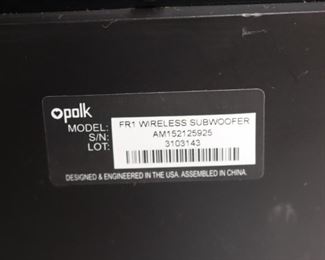 polk
MODEL: FR1 WIRELESS SUBWOOFER
S/N: AM152125925
LOT: 3103143
DESIGNED & ENGINEERED IN THE USA. ASSEMBLED IN CHINA.